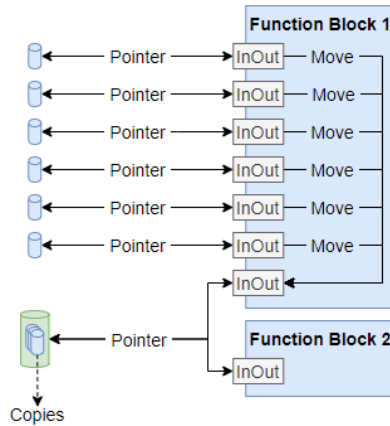 Function Block 1
Pointer InOut Move
Pointer InOut Move
Pointer InOut Move
Pointer InOut Move
Pointer InOut Move
Pointer InOut Move
InOut
Pointer
Function Block 2
InOut
Copies